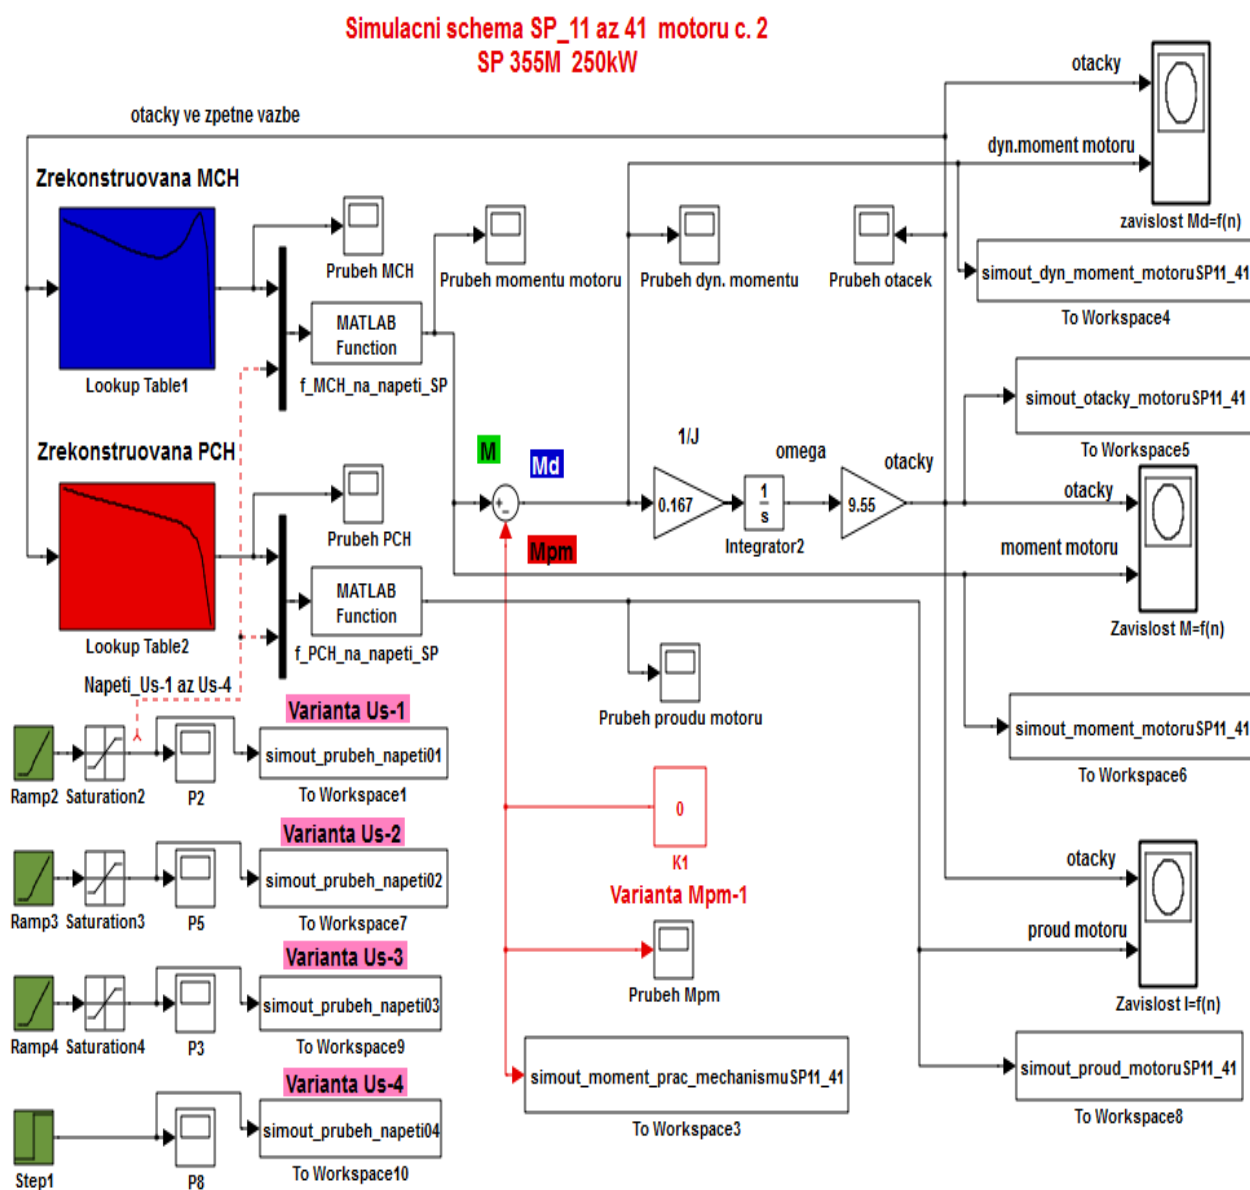 Simulacni schema SP_11 az 41 motoru c. 2
SP 355M 250kW
otacky
otacky ve zpetne vazbe
dyn.moment motoru
Zrekonstruovana MCH
zavislost Md=f(n)
Prubeh MCH
Prubeh momentu motoru
Prubeh dyn. momentu
Prubeh otacek
simout_dyn_moment_motoruSP11_41
To Workspace4
MATLAB
Function
f_MCH_na_napeti_SP
Lookup Table1
simout_otacky_motoruSP11_41
To Workspace5
Zrekonstruovana PCH
M
Md
1/J
omega
otacky
otacky
+
-
0.167
1
s
9.55
Integrator2
Prubeh PCH
Mpm
moment motoru
MATLAB
Function
f_PCH_na_napeti_SP
Lookup Table2
Zavislost M=f(n)
Napeti_Us-1 az Us-4
Varianta Us-1
Prubeh proudu motoru
simout_prubeh_napeti01
simout_moment_motoruSP11_41
To Workspace6
Ramp2
Saturation2
P2
To Workspace1
0
K1
Varianta Us-2
simout_prubeh_napeti02
otacky
Varianta Mpm-1
Ramp3
Saturation3
P5
To Workspace7
proud motoru
Varianta Us-3
Prubeh Mpm
Zavislost I=f(n)
simout_prubeh_napeti03
Ramp4
Saturation4
P3
To Workspace9
simout_moment_prac_mechanismuSP11_41
To Workspace3
simout_proud_motoruSP11_41
To Workspace8
Varianta Us-4
simout_prubeh_napeti04
Step1
P8
To Workspace10